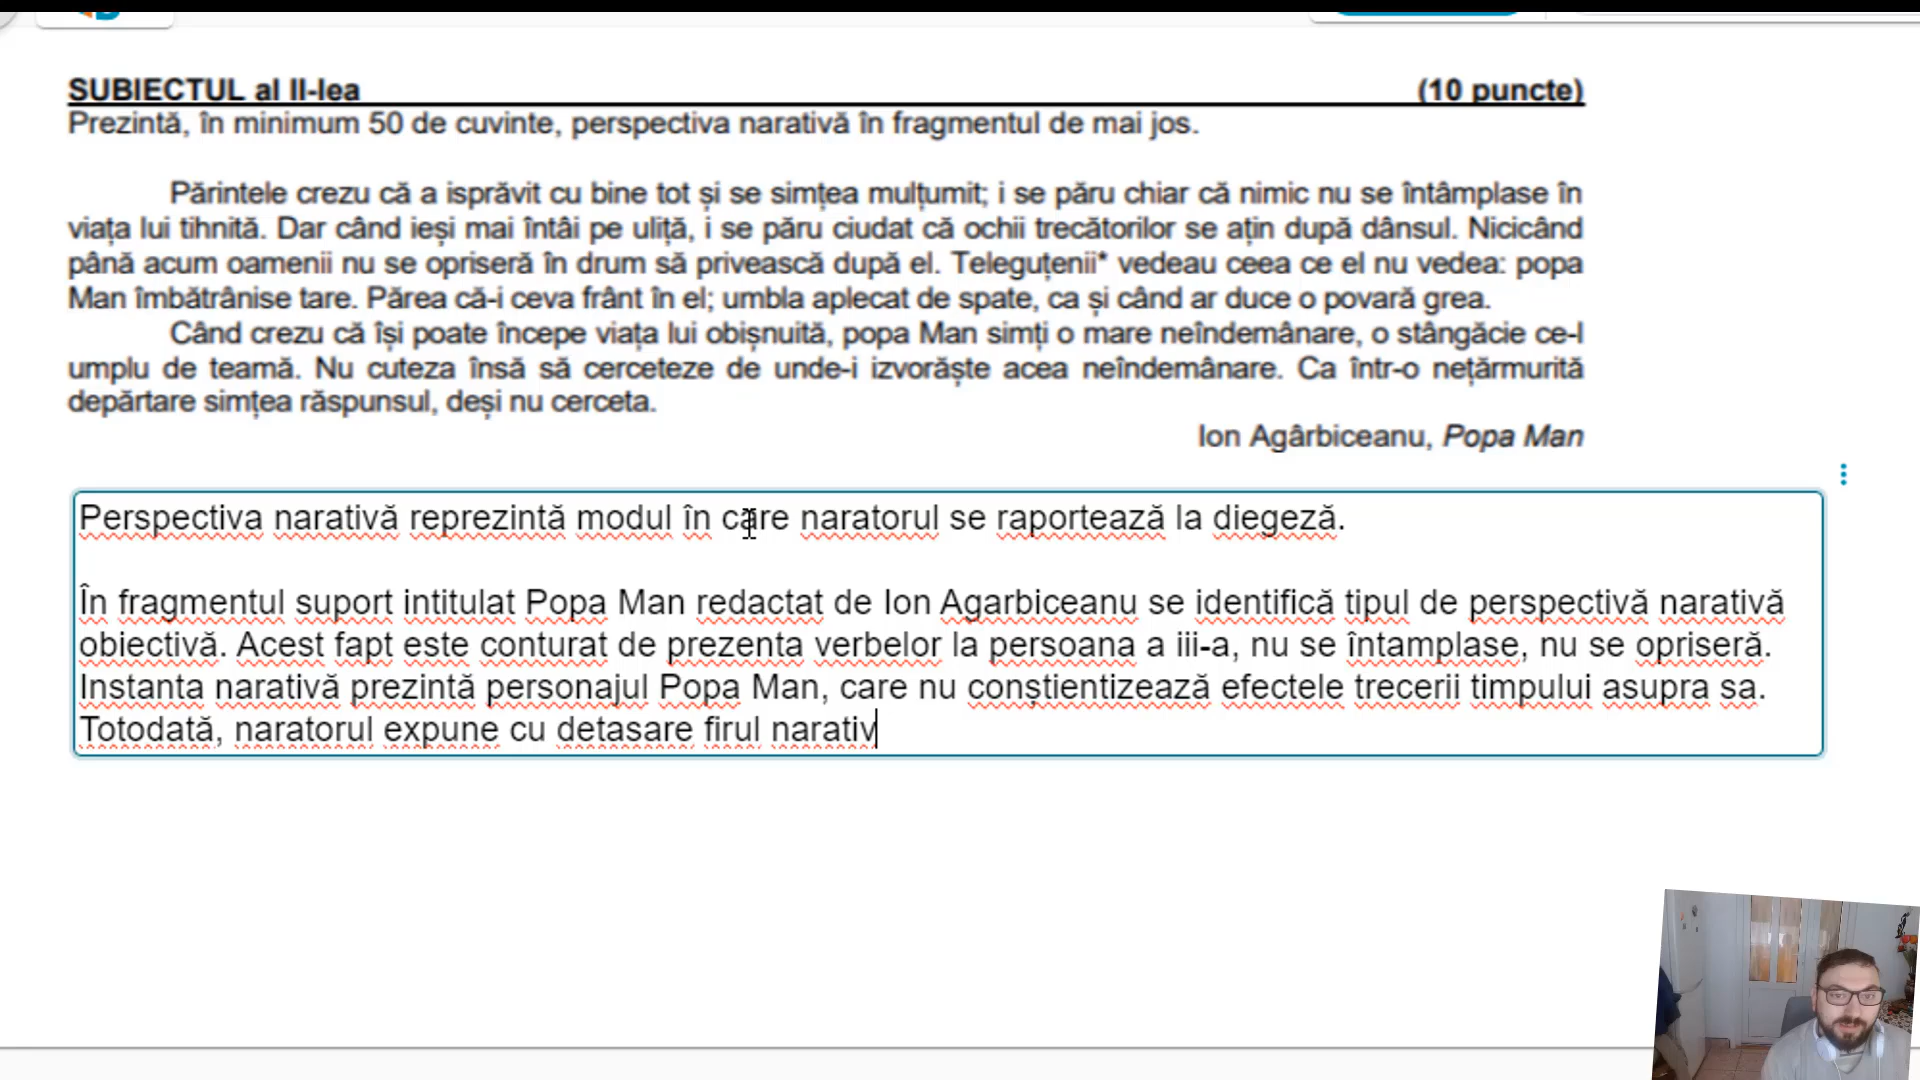 SUBIECTUL al II-lea (10 puncte)
Prezintă, în minimum 50 de cuvinte, perspectiva narativă în fragmentul de mai jos.
Părintele crezu că a isprăvit cu bine tot și se simțea mulțumit; i se păru chiar că nimic nu se întâmplase în
viața lui tihnită. Dar când ieși mai întâi pe uliță, i se păru ciudat că ochii trecătorilor se ațin după dânsul. Nicicând
până acum oamenii nu se opriseră în drum să privească după el. Teleguțenii* vedeau ceea ce el nu vedea: popa
Man îmbătrânise tare. Părea că-i ceva frânt în el; umbla aplecat de spate, ca și când ar duce o povară grea.
Când crezu că își poate începe viața lui obișnuită, popa Man simți o mare neîndemânare, o stângăcie ce-l
umplu de teamă. Nu cuteza însă să cerceteze de unde-i izvorăște acea neîndemânare. Ca într-o nețărmurită
depărtare simțea răspunsul, deși nu cerceta.
Ion Agârbiceanu, Popa Man
Perspectiva narativă reprezintă modul în care naratorul se raportează la diegeză.
În fragmentul suport intitulat Popa Man redactat de Ion Agarbiceanu se identifică tipul de perspectivă narativă
obiectivă. Acest fapt este conturat de prezenta verbelor la persoana a iii-a, nu se întamplase, nu se opriseră.
Instanta narativă prezintă personajul Popa Man, care nu conștientizează efectele trecerii timpului asupra sa.
Totodată, naratorul expune cu detasare firul narativ